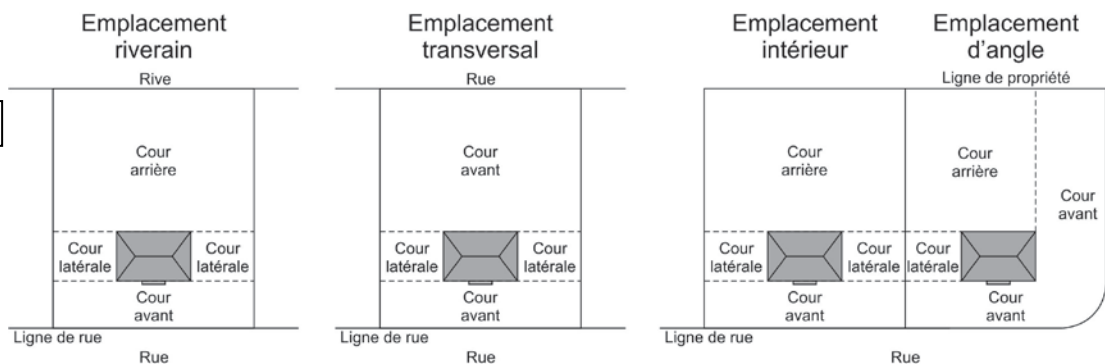 Emplacement
riverain
Rive
Cour
arrière
Cour
latérale
Cour
latérale
Cour
avant
Ligne de rue
Rue
Emplacement
transversal
Rue
Cour
avant
Cour
latérale
Cour
latérale
Cour
avant
Ligne de rue
Rue
Emplacement
intérieur
Emplacement
d'angle
Ligne de propriété
Cour
arrière
Cour
arrière
Cour
avant
Cour
latérale
Cour
latérale
Cour
latérale
Cour
avant
Cour
avant
Ligne de rue
Rue